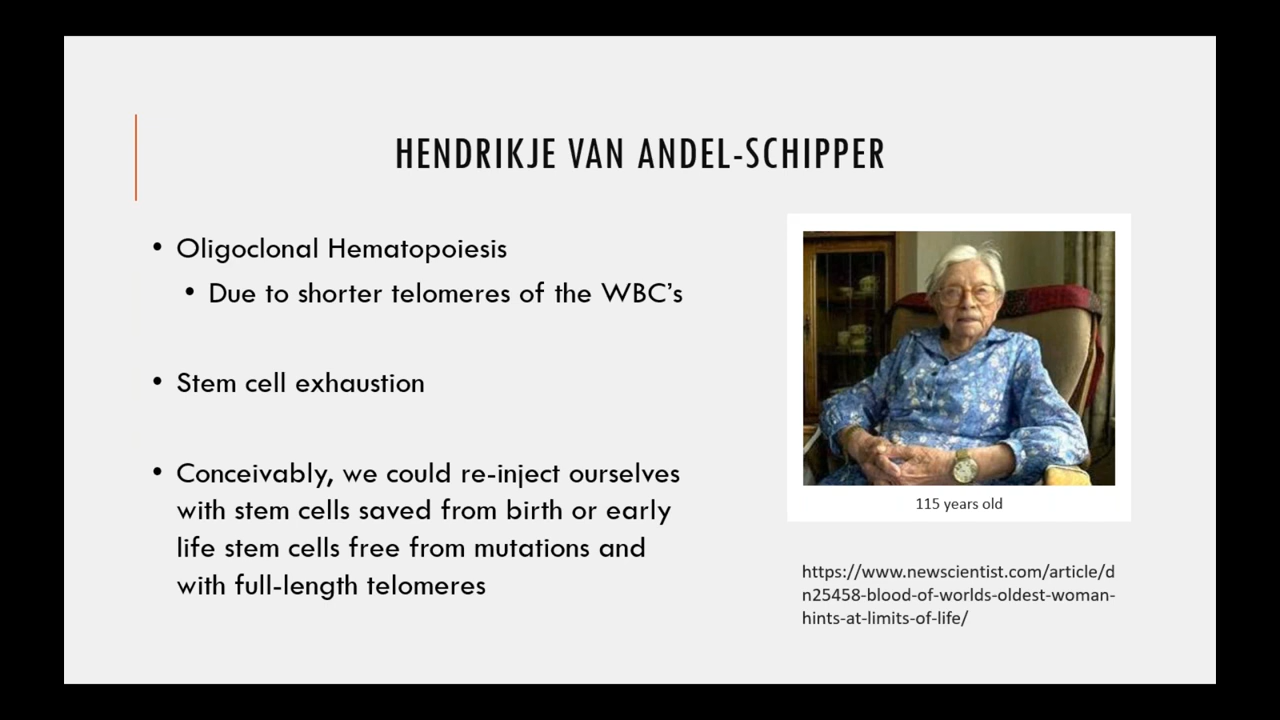 HENDRIKJE VAN ANDEL-SCHIPPER
• Oligoclonal Hematopoiesis
• Due to shorter telomeres of the WBC’s
• Stem cell exhaustion
• Conceivably, we could re-inject ourselves
with stem cells saved from birth or early
life stem cells free from mutations and
with full-length telomeres
115 years old
https://www.newscientist.com/article/d
n25458-blood-of-worlds-oldest-woman-
hints-at-limits-of-life/